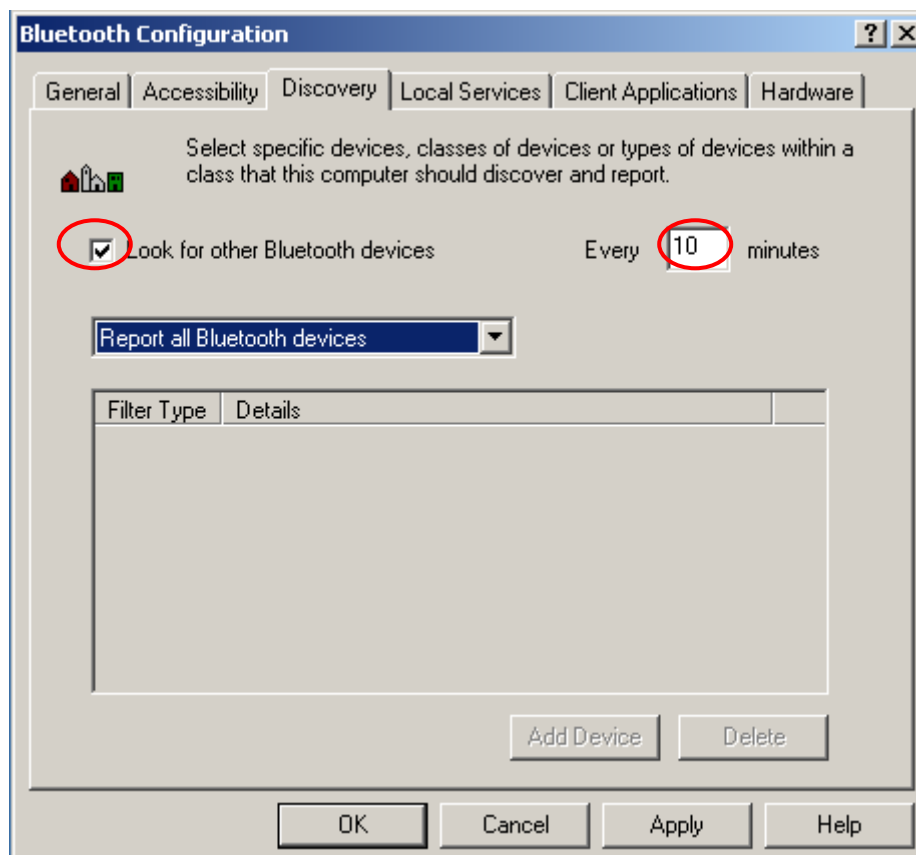 Bluetooth Configuration
General Accessibility Discovery Local Services Client Applications Hardware
Select specific devices, classes of devices or types of devices within a
class that this computer should discover and report.
Look for other Bluetooth devices Every 10 minutes
Report all Bluetooth devices
Filter Type Details
Add Device Delete
OK Cancel Apply Help